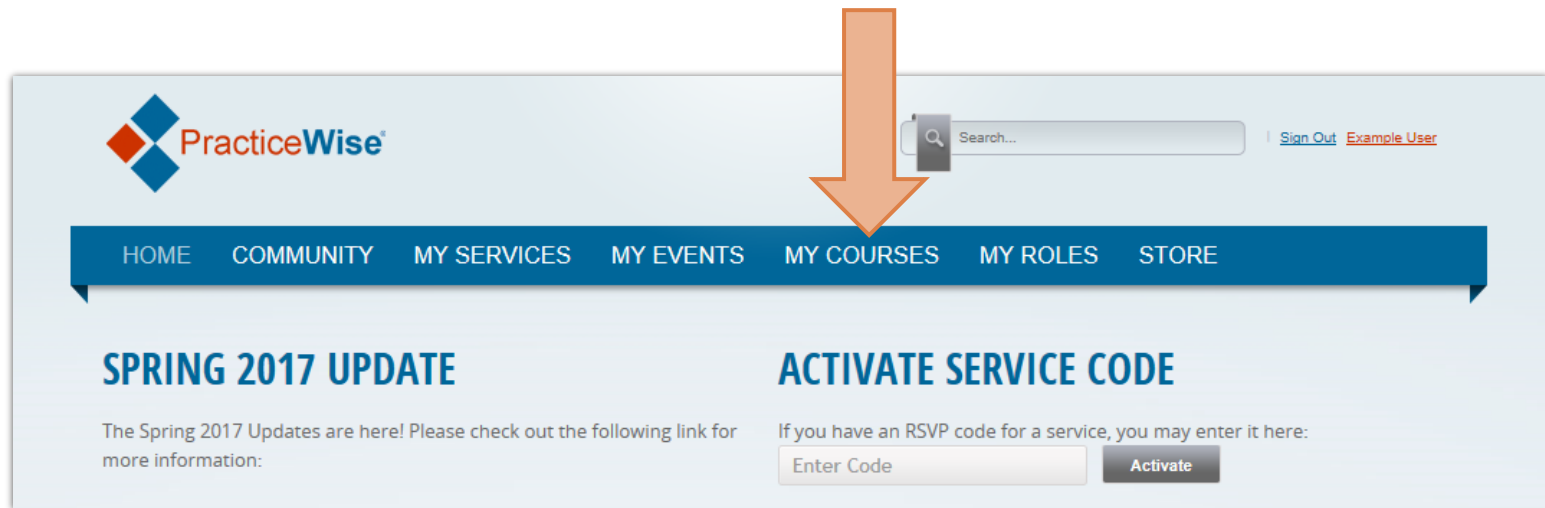 PracticeWise®
Search...
Sign Out Example User
HOME COMMUNITY MY SERVICES MY EVENTS MY COURSES MY ROLES STORE
SPRING 2017 UPDATE
The Spring 2017 Updates are here! Please check out the following link for
more information:
ACTIVATE SERVICE CODE
If you have an RSVP code for a service, you may enter it here:
Enter Code
Activate